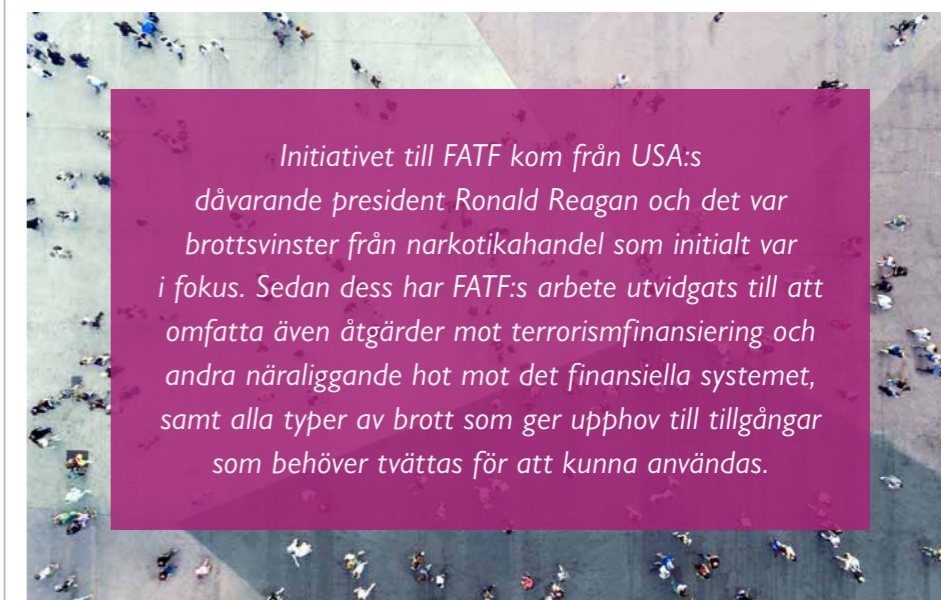 Initiativet till FATF kom från USA:s
dåvarande president Ronald Reagan och det var
brottsvinster från narkotikahandel som initialt var
i fokus. Sedan dess har FATF:s arbete utvidgats till att
omfatta även åtgärder mot terrorismfinansiering och
andra näraliggande hot mot det finansiella systemet,
samt alla typer av brott som ger upphov till tillgångar
som behöver tvättas för att kunna användas.